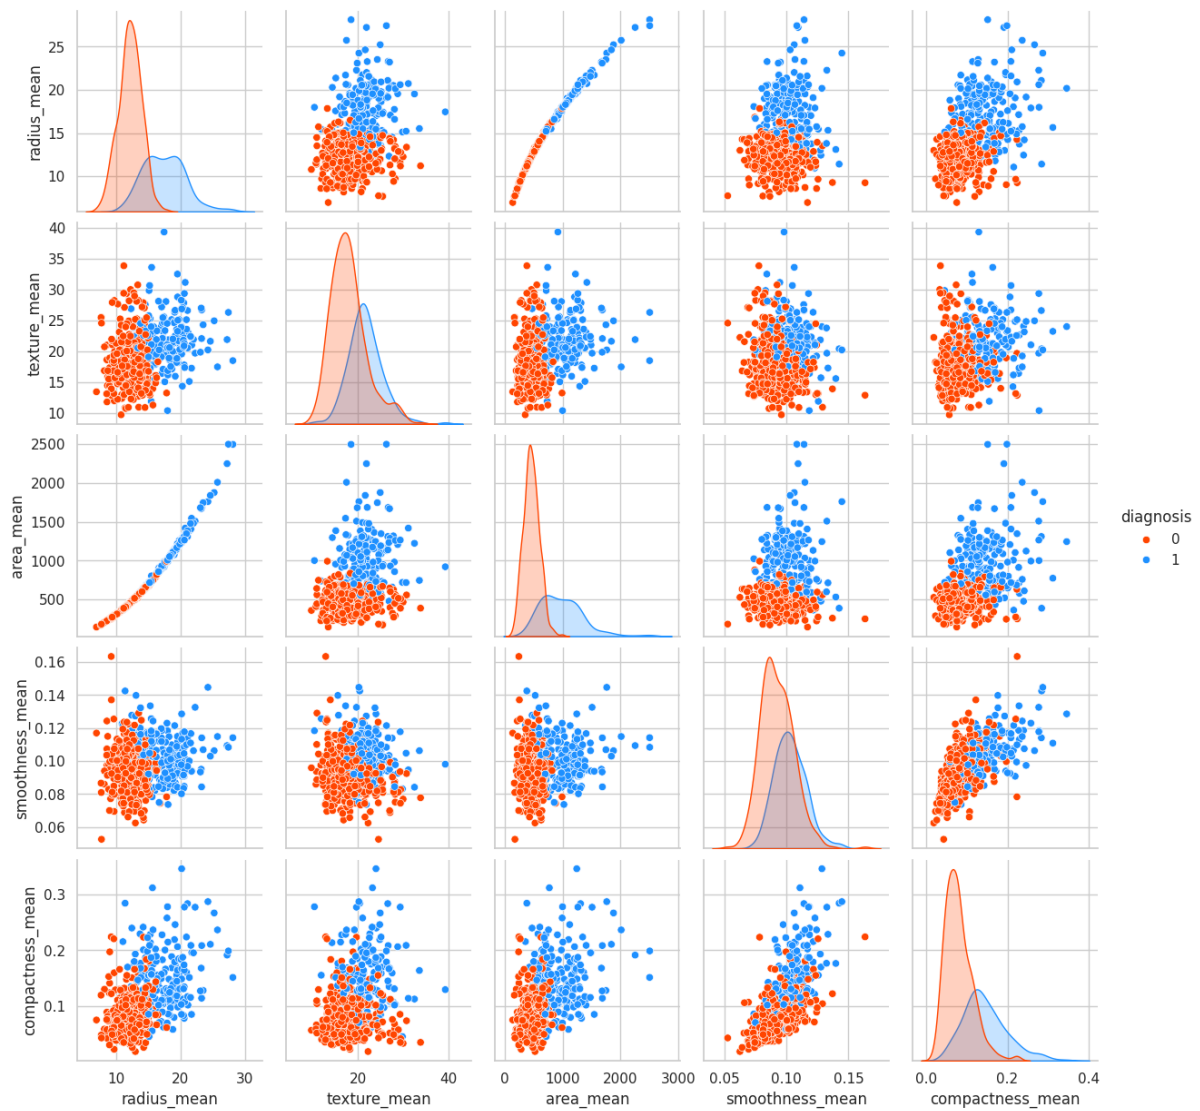 radius_mean
25
20
15
10
texture_mean
40
35
30
25
20
15
10
area_mean
2500
2000
1500
1000
500
diagnosis
0
1
smoothness_mean
0.16
0.14
0.12
0.10
0.08
0.06
compactness_mean
0.3
0.2
0.1
10 20 30
20 40
0 1000 2000 3000
0.05 0.10 0.15
0.0 0.2 0.4
radius_mean
texture_mean
area_mean
smoothness_mean
compactness_mean